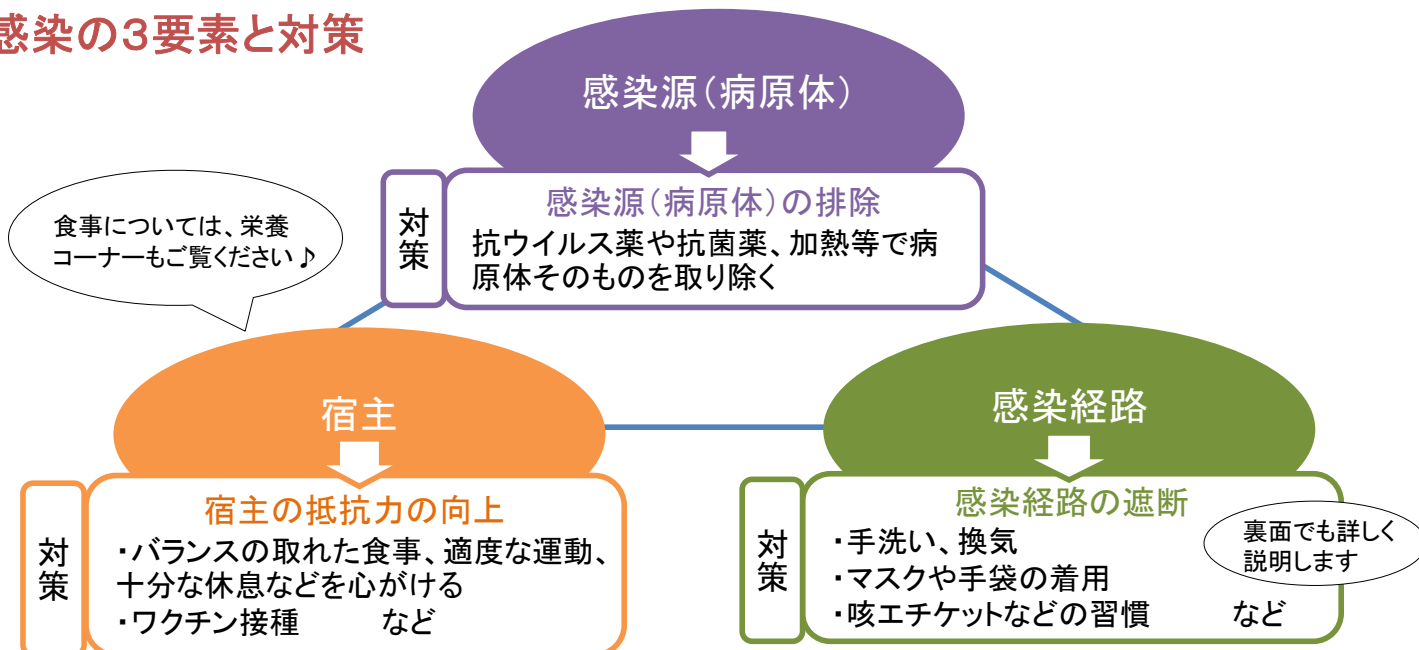 感染の3要素と対策
感染源(病原体)
対策
感染源(病原体)の排除
抗ウイルス薬や抗菌薬、加熱等で病
原体そのものを取り除く
食事については、栄養
コーナーもご覧ください♪
宿主
対策
宿主の抵抗力の向上
・バランスの取れた食事、適度な運動、
十分な休息などを心がける
・ワクチン接種 など
感染経路
対策
感染経路の遮断
・手洗い、換気
・マスクや手袋の着用
・咳エチケットなどの習慣 など
裏面でも詳しく
説明します